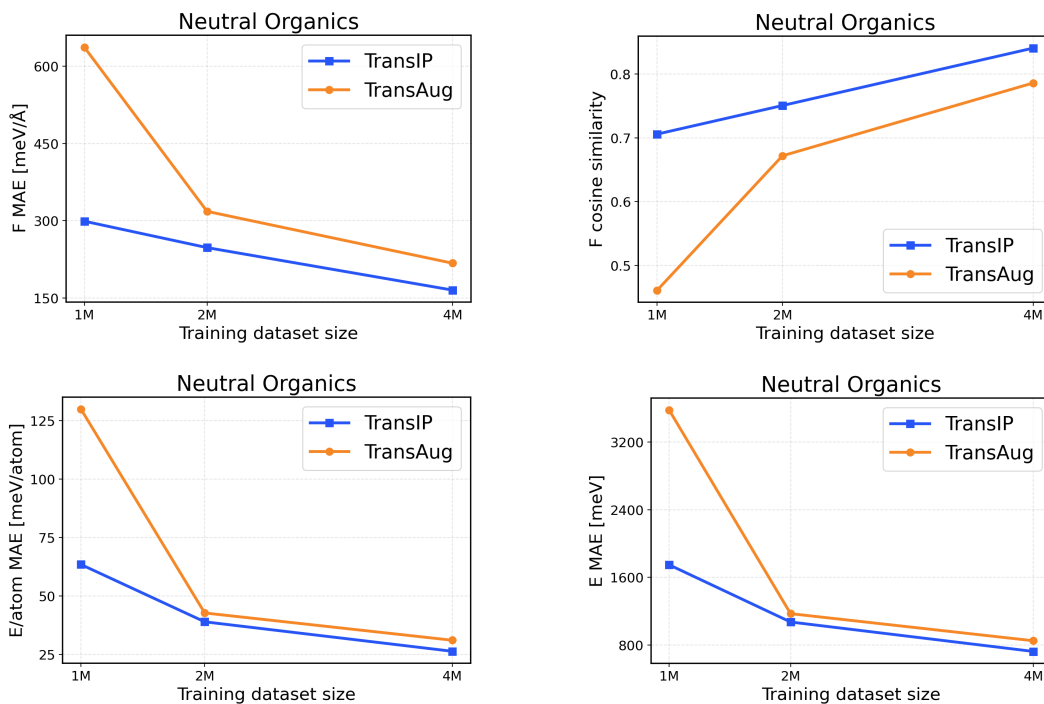 Neutral Organics
F MAE [meV/Å]
600
450
300
150
TransIP
TransAug
1M
2M
4M
Training dataset size
Neutral Organics
F cosine similarity
0.8
0.7
0.6
0.5
TransIP
TransAug
1M
2M
4M
Training dataset size
Neutral Organics
E/atom MAE [meV/atom]
125
100
75
50
25
TransIP
TransAug
1M
2M
4M
Training dataset size
Neutral Organics
E MAE [meV]
3200
2400
1600
800
TransIP
TransAug
1M
2M
4M
Training dataset size